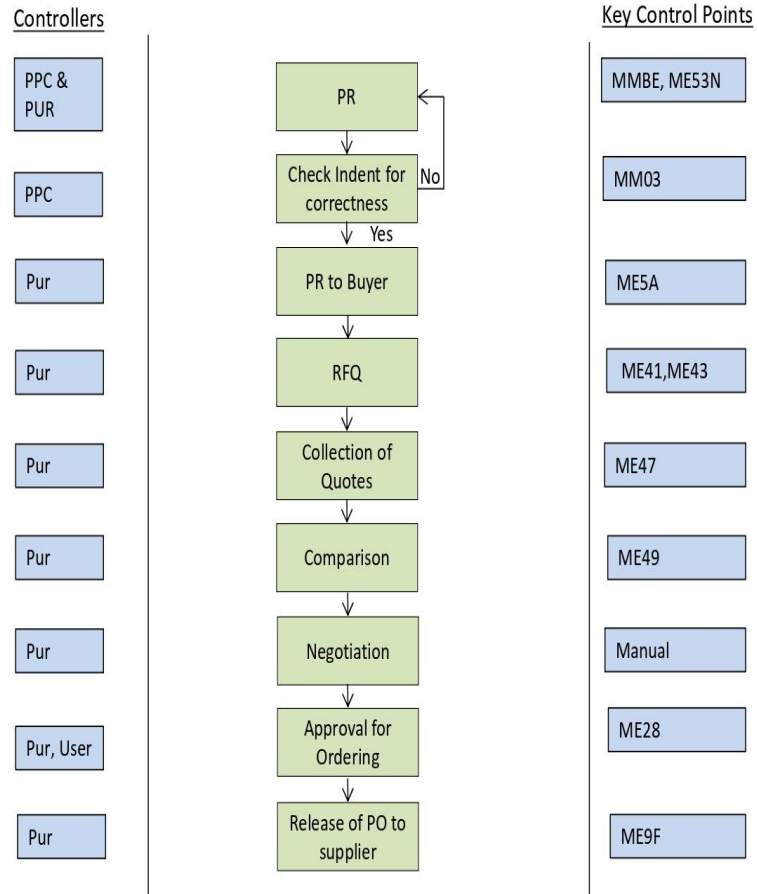 Controllers
Key Control Points
PPC &
PUR
PR
MMBE, ME53N
PPC
Check Indent for
correctness
No
MM03
Yes
Pur
PR to Buyer
ME5A
Pur
RFQ
ME41,ME43
Pur
Collection of
Quotes
ME47
Pur
Comparison
ME49
Pur
Negotiation
Manual
Pur, User
Approval for
Ordering
ME28
Pur
Release of PO to
supplier
ME9F